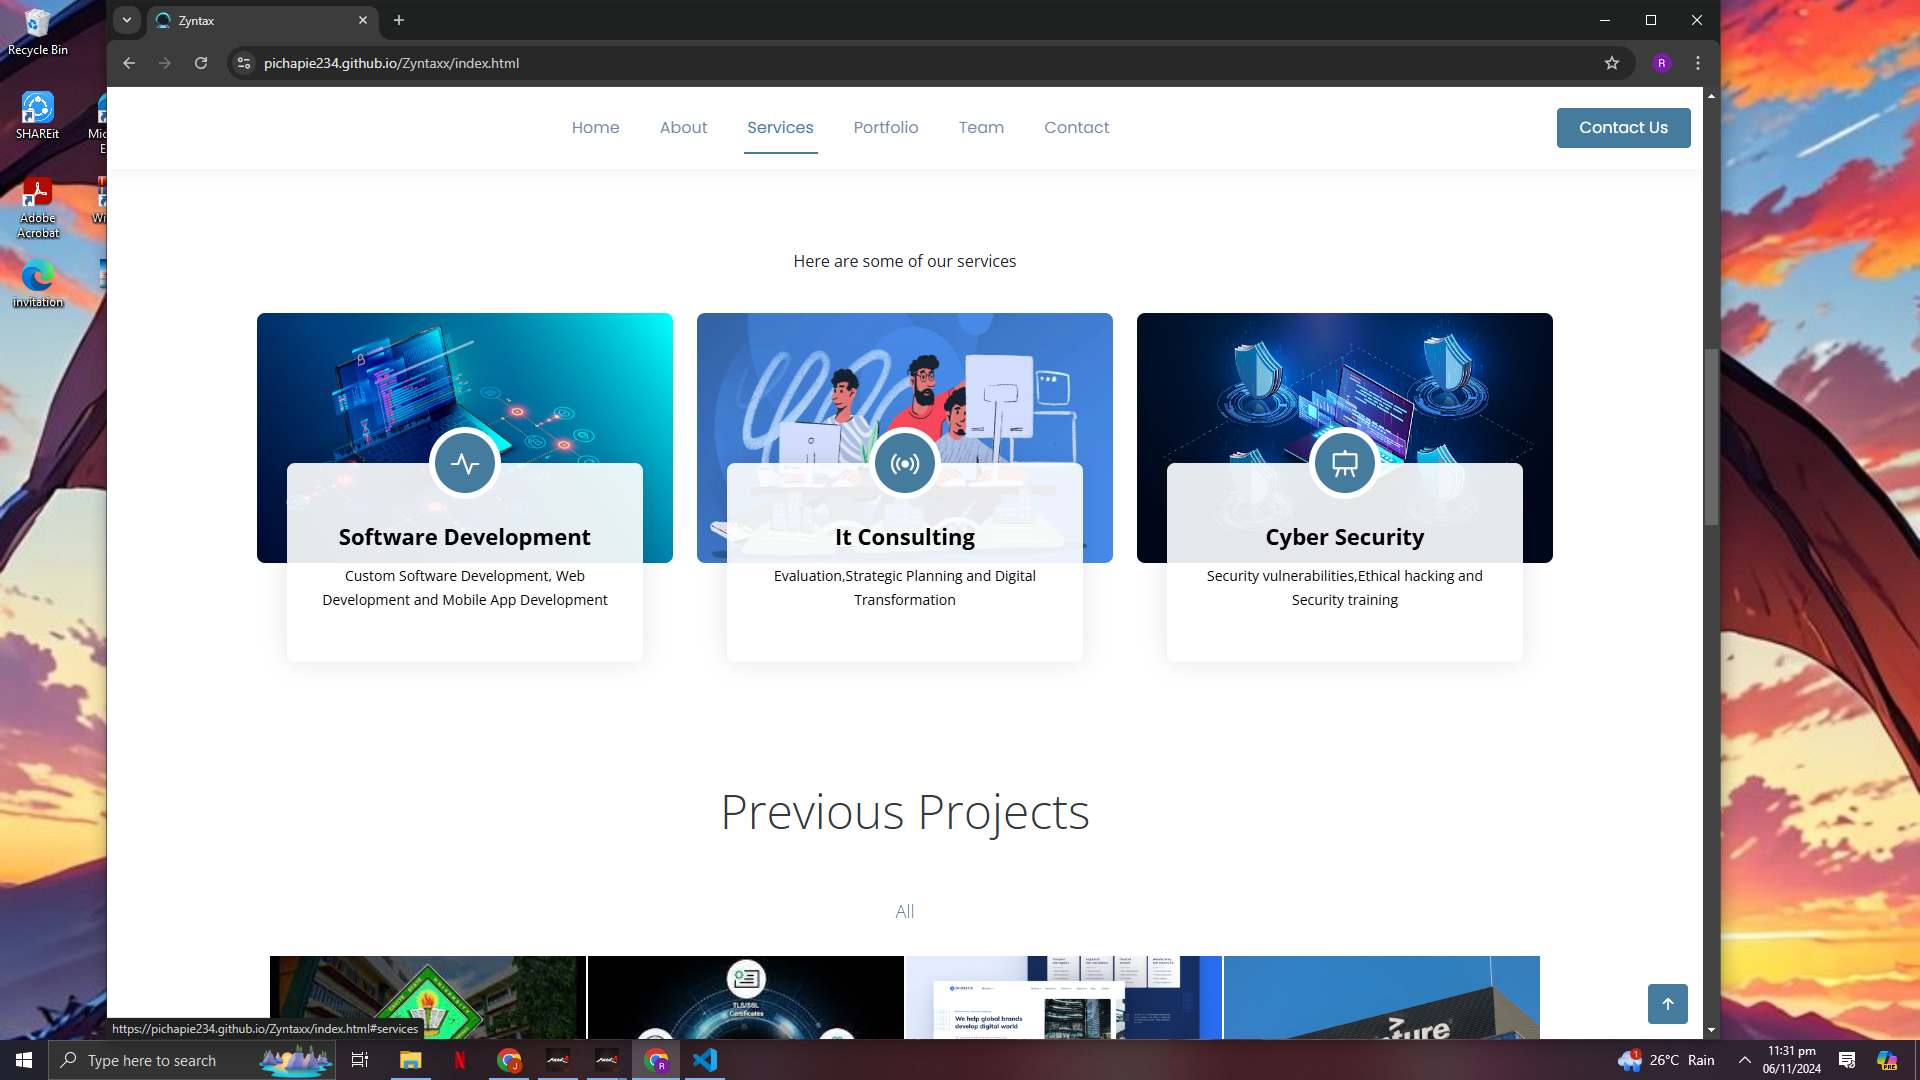 Recycle Bin
SHAREit
Adobe
Acrobat
invitation
Zyntax
pichapie234.github.io/Zyntaxx/index.html
R
Home
About
Services
Portfolio
Team
Contact
Contact Us
Here are some of our services
Software Development
Custom Software Development, Web
Development and Mobile App Development
It Consulting
Evaluation,Strategic Planning and Digital
Transformation
Cyber Security
Security vulnerabilities,Ethical hacking and
Security training
Previous Projects
All
TLS/SSL
Certificates
We help global brands
develop digital world
https://pichapie234.github.io/Zyntaxx/index.html#services
Type here to search
26°C Rain
11:31 pm
06/11/2024